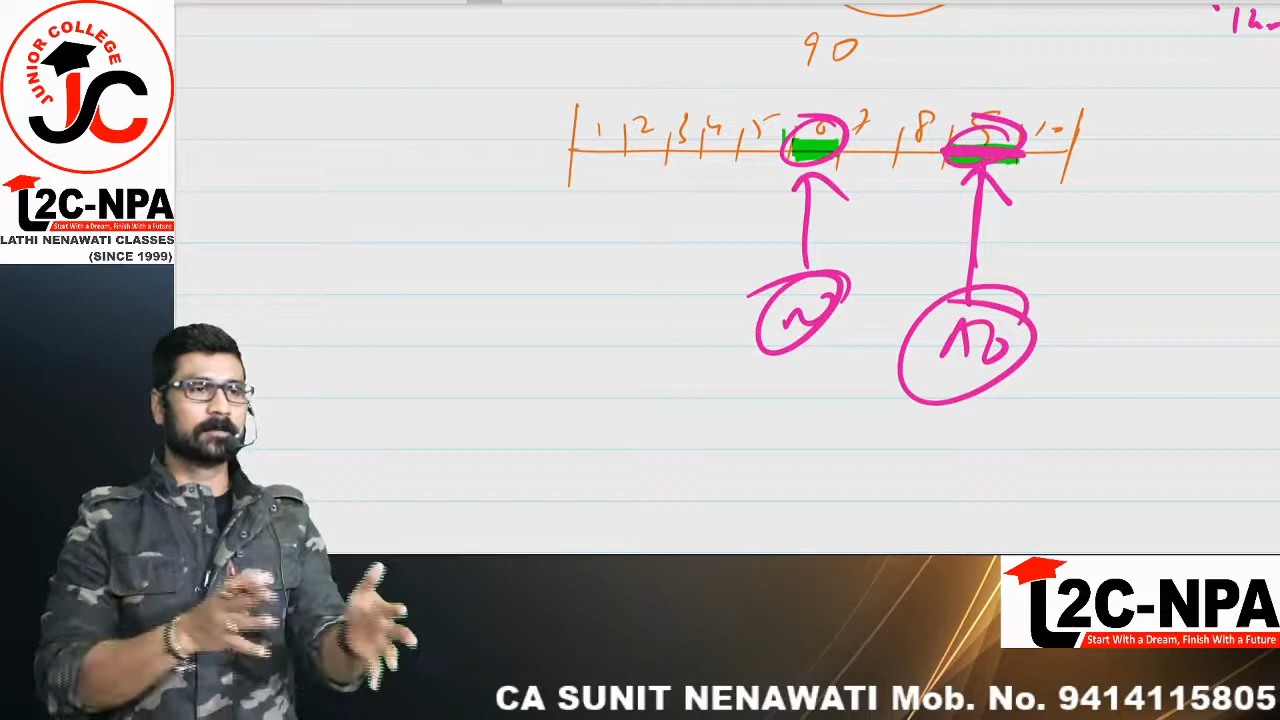 JUNIOR COLLEGE
JC
L2C-NPA
Start With a Dream, Finish With a Future
LATHI NENAWATI CLASSES
(SINCE 1999)
90
1 2 3 4 5 6 7 8 9 10
L2C-NPA
Start With a Dream, Finish With a Future
CA SUNIT NENAWATI Mob. No. 9414115805